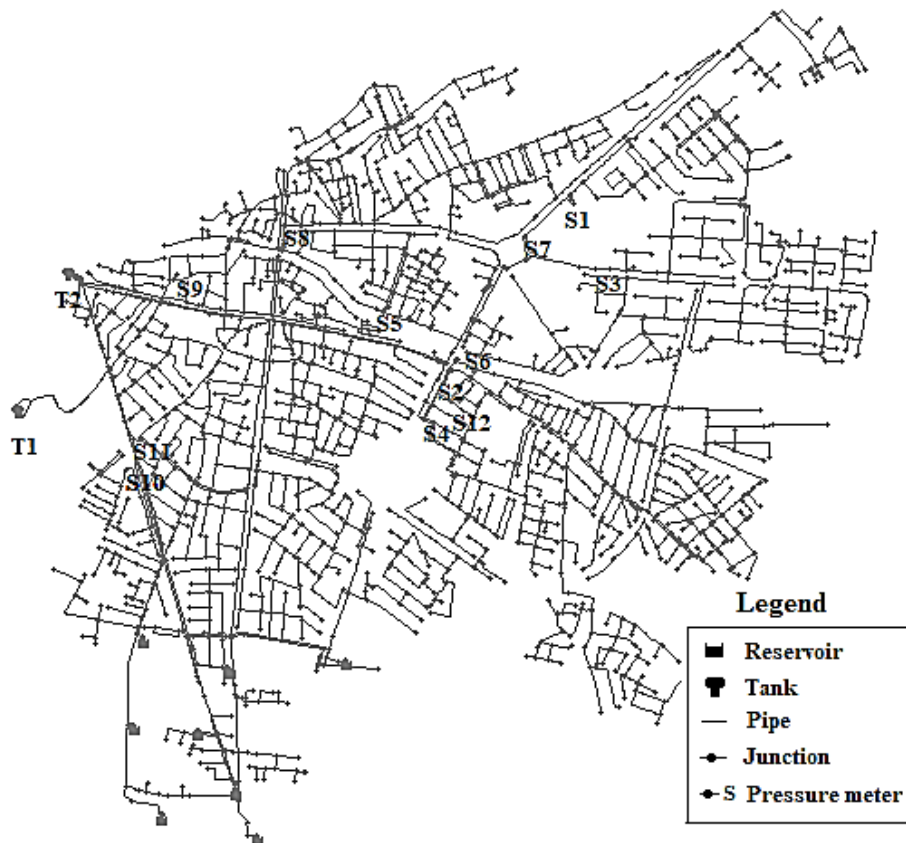 S1
S8
S7
S3
S9
T2
S5
S6
S2
S12
S4
T1
S11
S10
Legend
Reservoir
Tank
Pipe
Junction
S Pressure meter